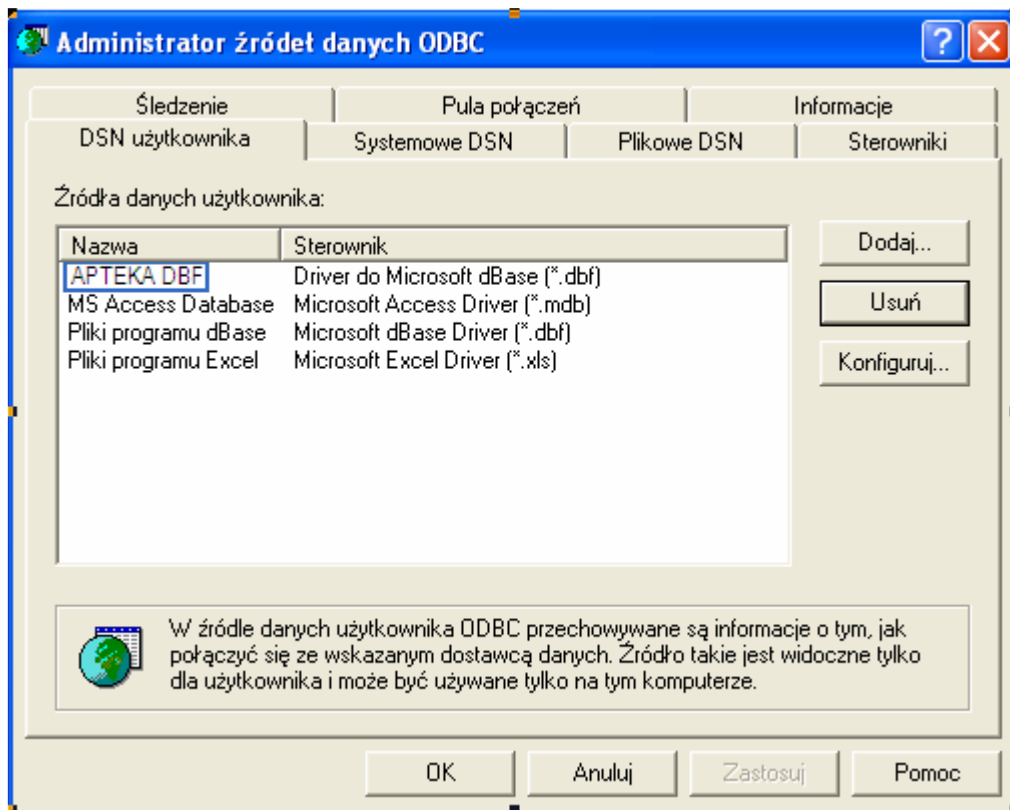 Administrator źródeł danych ODBC
Śledzenie Pula połączeń Informacje
DSN użytkownika Systemowe DSN Plikowe DSN Sterowniki
Źródła danych użytkownika:
Nazwa Sterownik
APTEKA DBF Driver do Microsoft dBase (*.dbf)
MS Access Database Microsoft Access Driver (*.mdb)
Pliki programu dBase Microsoft dBase Driver (*.dbf)
Pliki programu Excel Microsoft Excel Driver (*.xls)
Dodaj...
Usuń
Konfiguruj...
W źródle danych użytkownika ODBC przechowywane są informacje o tym, jak
połączyć się ze wskazanym dostawcą danych. Źródło takie jest widoczne tylko
dla użytkownika i może być używane tylko na tym komputerze.
OK Anuluj Zastosuj Pomoc